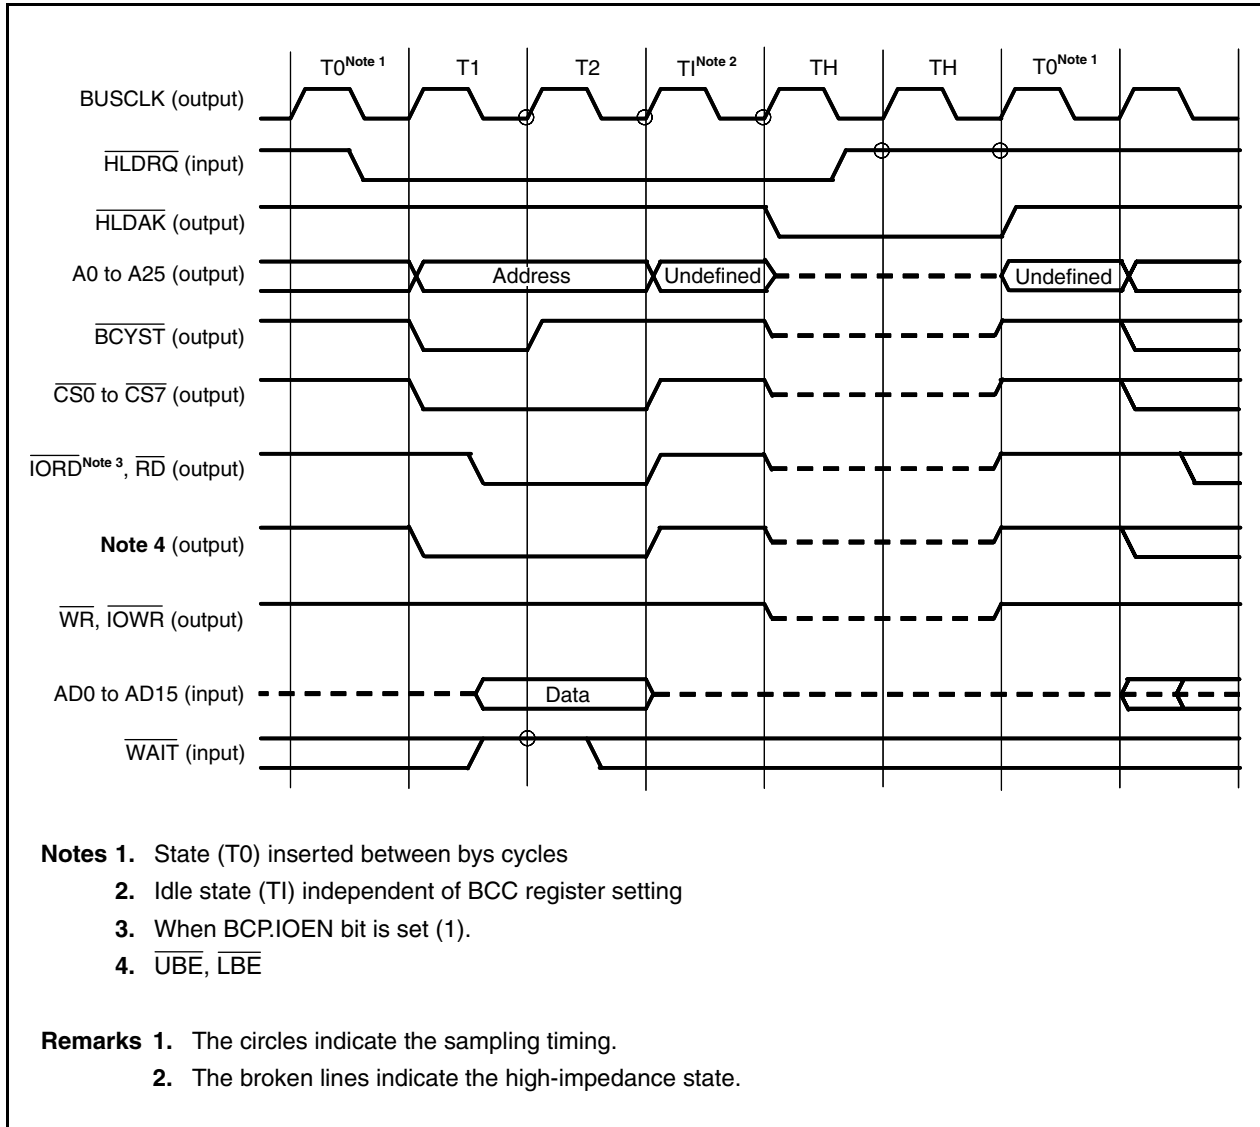 T0Note 1 T1 T2 TINote 2 TH TH T0Note 1
BUSCLK (output)
HLDRQ (input)
HLDAK (output)
A0 to A25 (output) Address Undefined Undefined
BCYST (output)
CS0 to CS7 (output)
IORDNote 3, RD (output)
Note 4 (output)
WR, IOWR (output)
AD0 to AD15 (input) Data
WAIT (input)
Notes 1. State (T0) inserted between bys cycles
2. Idle state (TI) independent of BCC register setting
3. When BCP.IOEN bit is set (1).
4. UBE, LBE
Remarks 1. The circles indicate the sampling timing.
2. The broken lines indicate the high-impedance state.